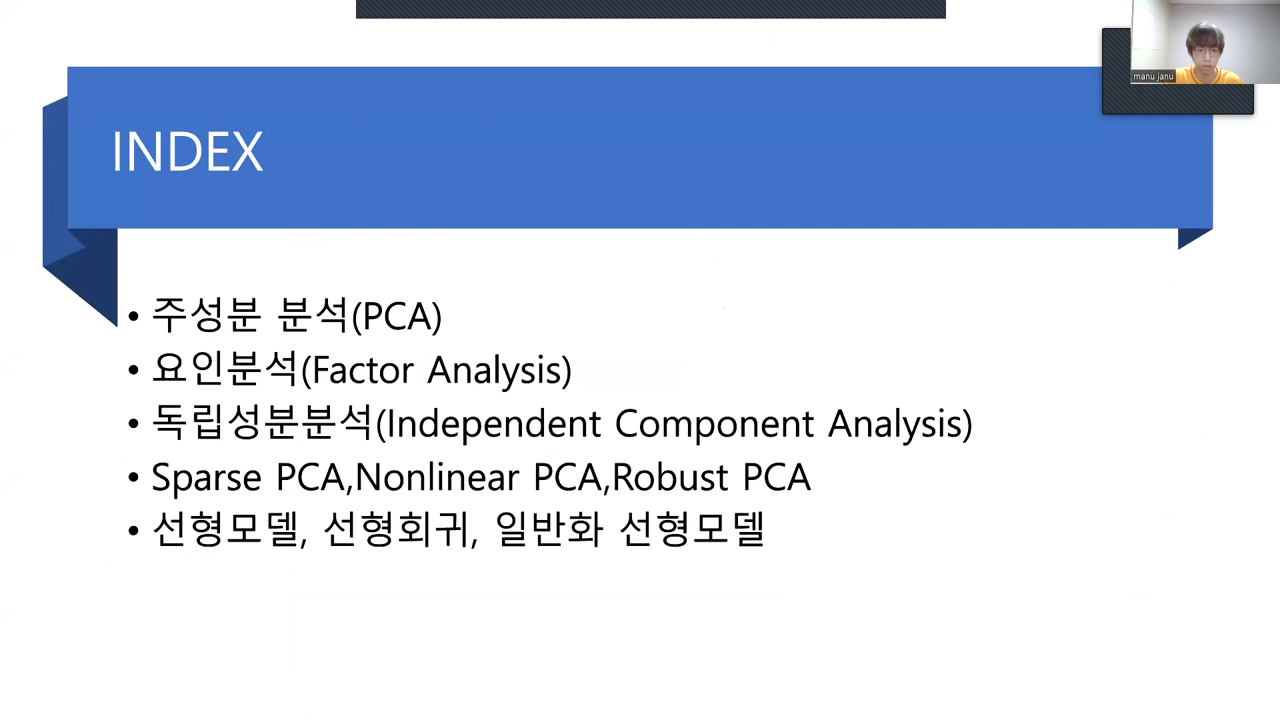 manu janu
INDEX
• 주성분 분석(PCA)
• 요인분석(Factor Analysis)
• 독립성분분석(Independent Component Analysis)
• Sparse PCA,Nonlinear PCA,Robust PCA
• 선형모델, 선형회귀, 일반화 선형모델